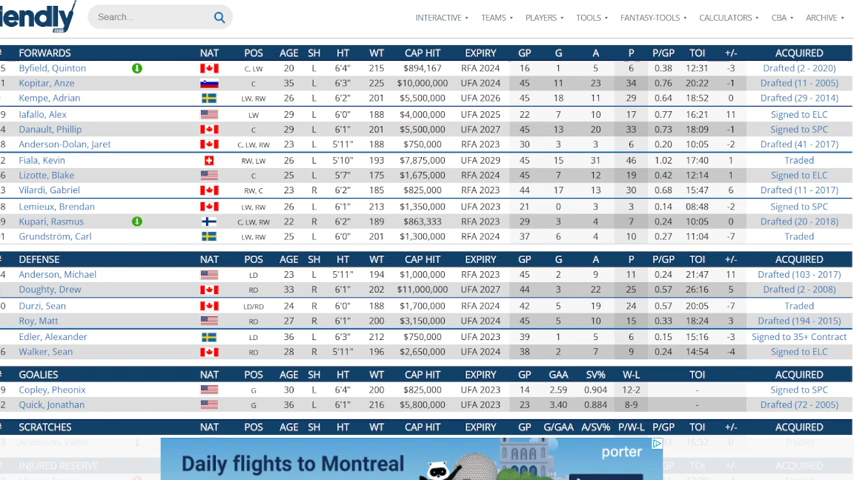 iendly
Search... INTERACTIVE TEAMS PLAYERS TOOLS FANTASY-TOOLS CALCULATORS CBA ARCHIVE
FORWARDS NAT POS AGE SH HT WT CAP HIT EXPIRY GP G A P P/GP TOI +/- ACQUIRED
5 Byfield, Quinton C, LW 20 L 6'4" 215 $894,167 RFA 2024 16 1 5 6 0.38 12:31 -3 Drafted (2 - 2020)
1 Kopitar, Anze C 35 L 6'3" 225 $10,000,000 UFA 2024 45 11 23 34 0.76 20:22 -1 Drafted (11 - 2005)
Kempe, Adrian LW, RW 26 L 6'2" 201 $5,500,000 UFA 2026 45 18 11 29 0.64 18:52 0 Drafted (29 - 2014)
9 Iafallo, Alex LW 29 L 6'0" 188 $4,000,000 UFA 2025 22 7 10 17 0.77 16:21 11 Signed to ELC
4 Danault, Phillip C 29 L 6'1" 201 $5,500,000 UFA 2027 45 13 20 33 0.73 18:09 -1 Signed to SPC
8 Anderson-Dolan, Jaret C, LW, RW 23 L 5'11" 188 $750,000 RFA 2023 30 3 3 6 0.20 10:05 -2 Drafted (41 - 2017)
2 Fiala, Kevin RW, LW 26 L 5'10" 193 $7,875,000 UFA 2029 45 15 31 46 1.02 17:40 1 Traded
6 Lizotte, Blake C 25 L 5'7" 175 $1,675,000 RFA 2024 45 7 12 19 0.42 12:14 1 Signed to ELC
3 Vilardi, Gabriel RW, C 23 R 6'2" 185 $825,000 RFA 2023 44 17 13 30 0.68 15:47 6 Drafted (11 - 2017)
8 Lemieux, Brendan LW, RW 26 L 6'1" 213 $1,350,000 UFA 2023 21 0 3 3 0.14 08:48 -2 Signed to SPC
9 Kupari, Rasmus C, LW, RW 22 R 6'2" 189 $863,333 RFA 2023 29 3 4 7 0.24 10:05 0 Drafted (20 - 2018)
1 Grundström, Carl LW, RW 25 L 6'0" 201 $1,300,000 RFA 2024 37 6 4 10 0.27 11:04 -7 Traded
DEFENSE NAT POS AGE SH HT WT CAP HIT EXPIRY GP G A P P/GP TOI +/- ACQUIRED
4 Anderson, Michael LD 23 L 5'11" 194 $1,000,000 RFA 2023 45 2 9 11 0.24 21:47 11 Drafted (103 - 2017)
Doughty, Drew RD 33 R 6'1" 202 $11,000,000 UFA 2027 44 3 22 25 0.57 26:16 5 Drafted (2 - 2008)
0 Durzi, Sean LD/RD 24 R 6'0" 188 $1,700,000 RFA 2024 42 5 19 24 0.57 20:05 -7 Traded
Roy, Matt RD 27 R 6'1" 200 $3,150,000 UFA 2024 45 5 10 15 0.33 18:24 3 Drafted (194 - 2015)
Edler, Alexander LD 36 L 6'3" 212 $750,000 UFA 2023 39 1 5 6 0.15 15:16 -3 Signed to 35+ Contract
6 Walker, Sean RD 28 R 5'11" 196 $2,650,000 UFA 2024 38 2 7 9 0.24 14:54 -4 Signed to ELC
GOALIES NAT POS AGE SH HT WT CAP HIT EXPIRY GP GAA SV% W-L TOI ACQUIRED
9 Copley, Pheonix G 30 L 6'4" 200 $825,000 UFA 2023 14 2.59 0.904 12-2 - Signed to SPC
2 Quick, Jonathan G 36 L 6'1" 216 $5,800,000 UFA 2023 23 3.40 0.884 8-9 - Drafted (72 - 2005)
SCRATCHES NAT POS AGE SH HT WT CAP HIT EXPIRY GP G/GAA A/SV% P/W-L P/GP TOI +/- ACQUIRED
INJURED RESERVE
Daily flights to Montreal porter